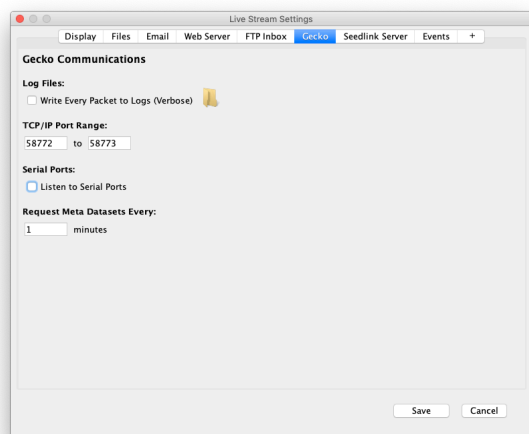 Live Stream Settings
Display Files Email Web Server FTP Inbox Gecko Seedlink Server Events +
Gecko Communications
Log Files:
Write Every Packet to Logs (Verbose)
TCP/IP Port Range:
58772 to 58773
Serial Ports:
Listen to Serial Ports
Request Meta Datasets Every:
1 minutes
Save Cancel